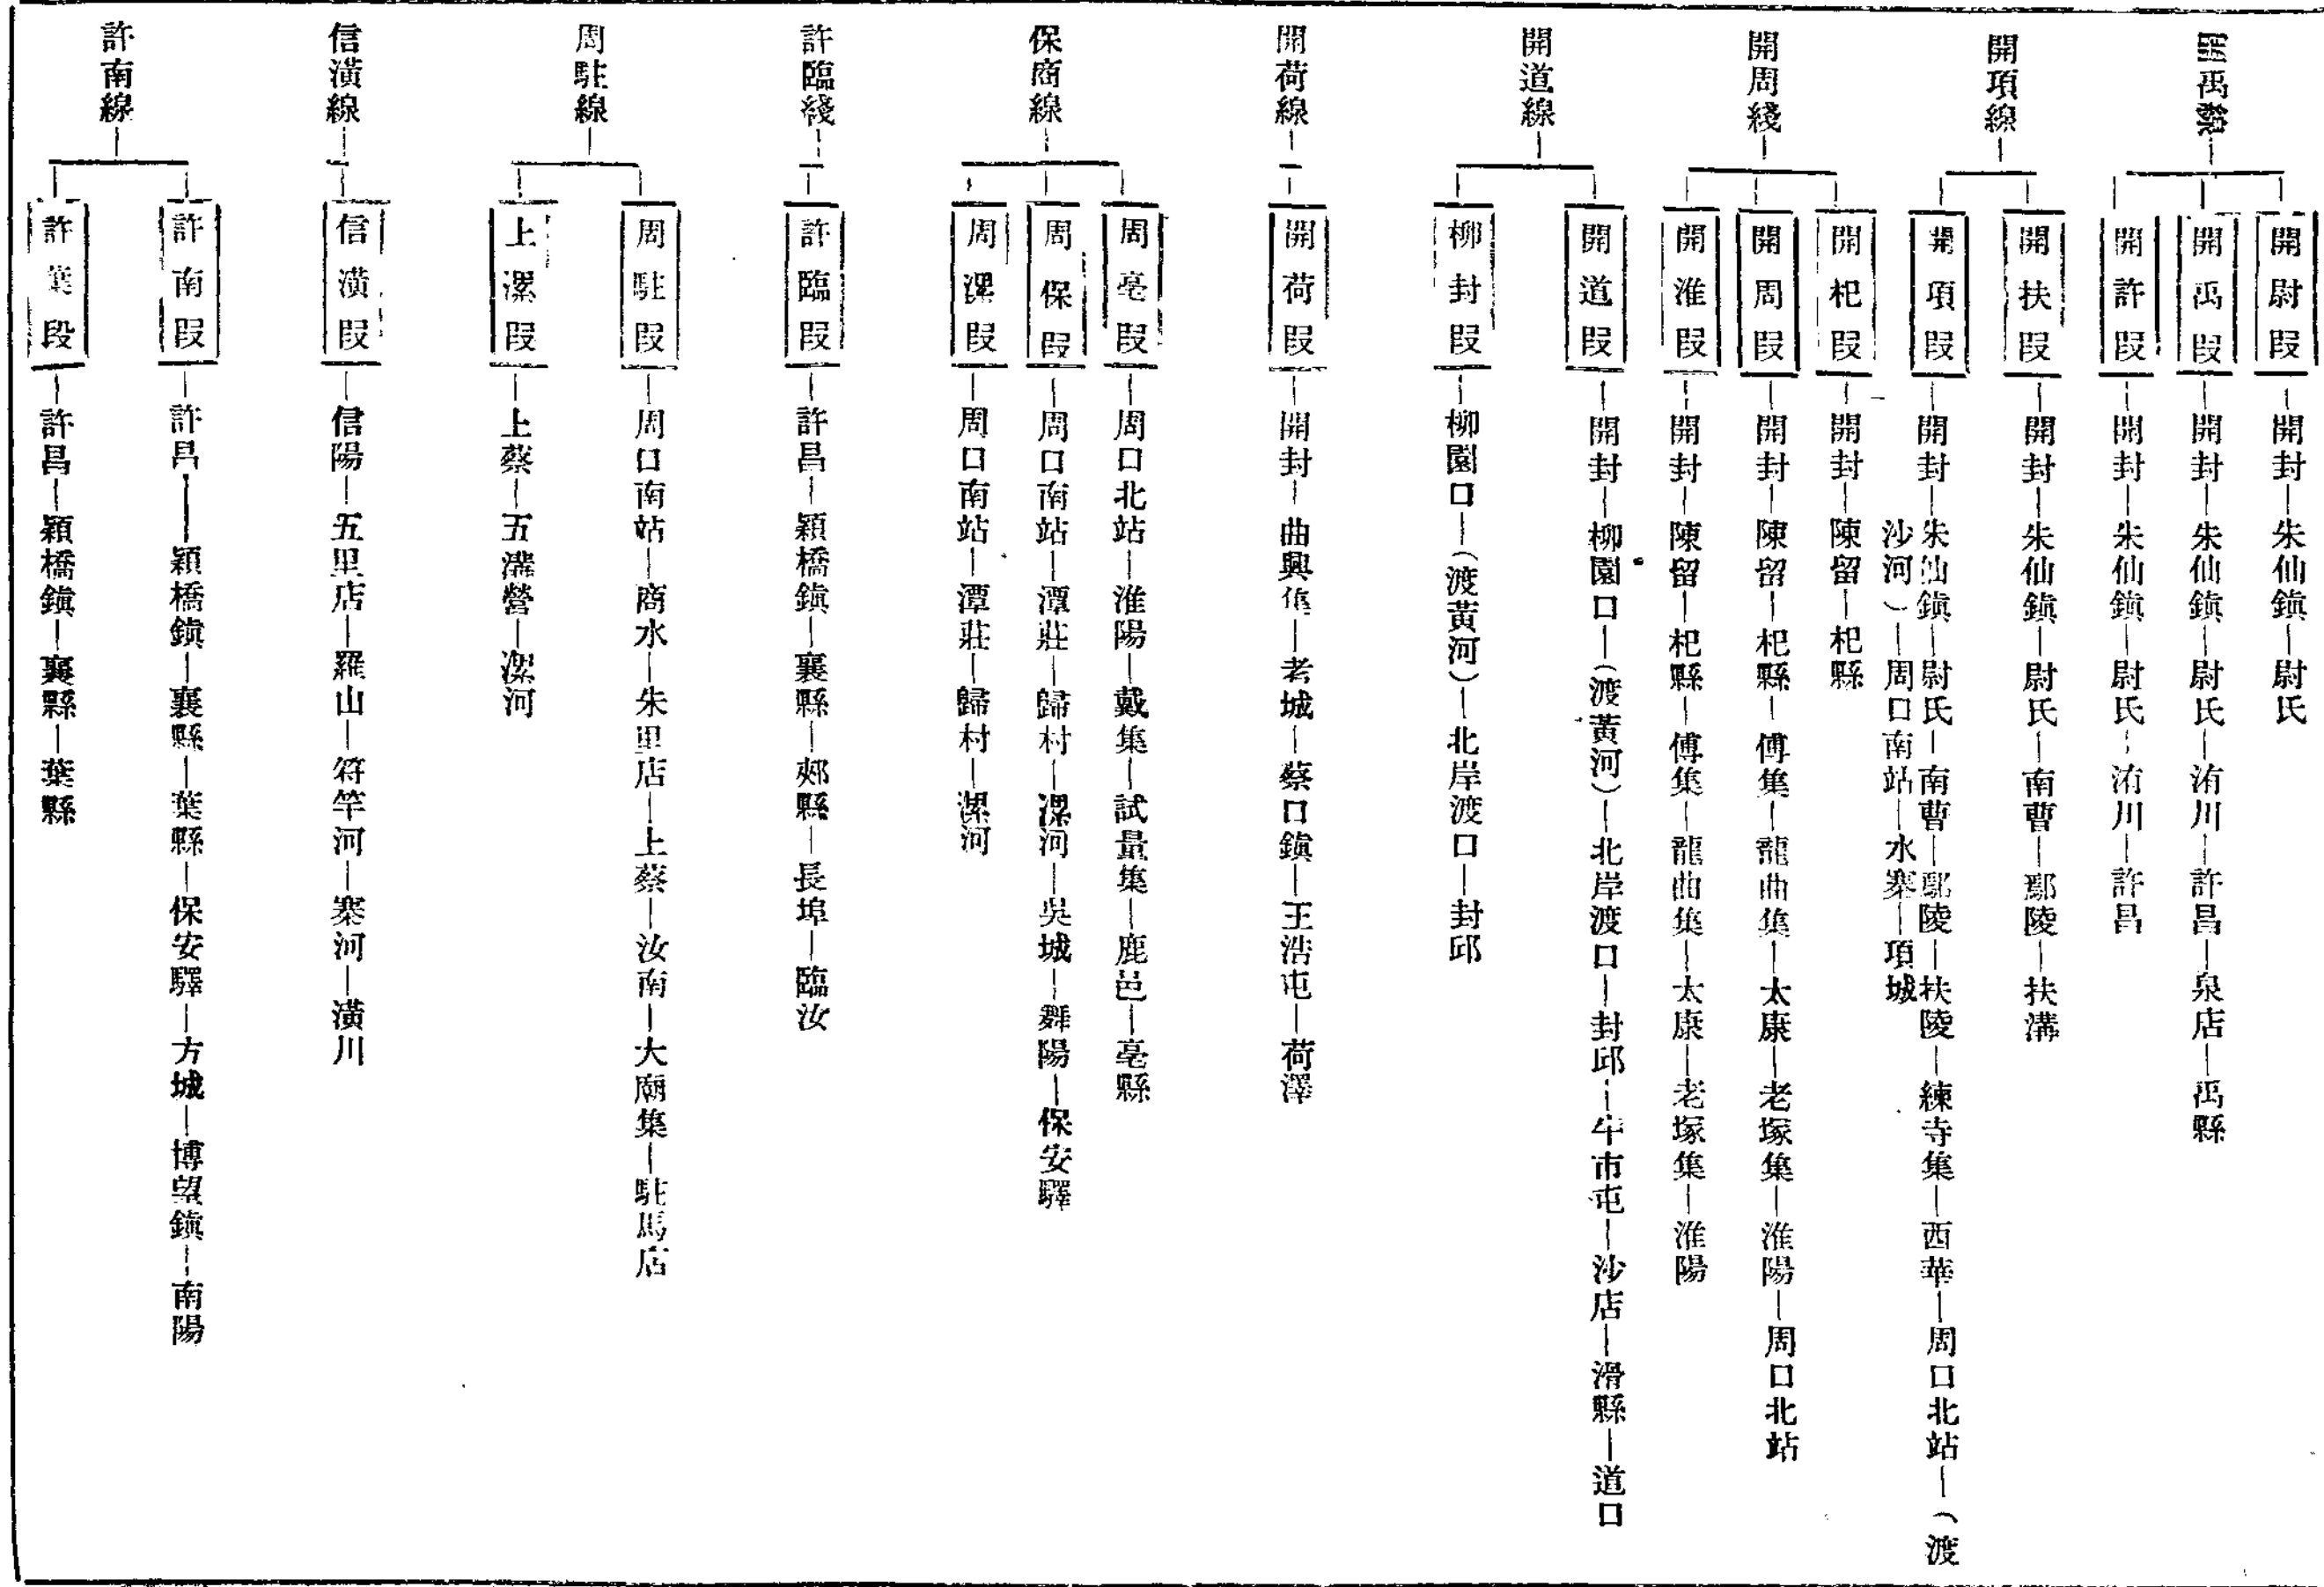 開禹線
開尉段
開封—朱仙鎮—尉氏
開禹段
開封—朱仙鎮—尉氏—洧川—許昌—泉店—禹縣
開許段
開封—朱仙鎮—尉氏—洧川—許昌
開項線
開扶段
開封—朱仙鎮—尉氏—南曹—鄢陵—扶溝
開項段
開封—朱仙鎮—尉氏—南曹—鄢陵—扶陵—練寺集—西華—周口北站—(渡
沙河)—周口南站—水寨—項城
開周綫
開杞段
開封—陳留—杞縣
開周段
開封—陳留—杞縣—傅集—龍曲集—太康—老塚集—淮陽—周口北站
開淮段
開封—陳留—杞縣—傅集—龍曲集—太康—老塚集—淮陽
開道線
開道段
開封—柳園口—(渡黃河)—北岸渡口—封邱—牛市屯—沙店—滑縣—道口
柳封段
柳園口—(渡黃河)—北岸渡口—封邱
開荷線
開荷段
開封—曲興集—老城—蔡口鎮—王浩屯—荷澤
保商線
周亳段
周口北站—淮陽—戴集—試量集—鹿邑—亳縣
周保段
周口南站—潭莊—歸村—漯河—吳城—舞陽—保安驛
周漯段
周口南站—潭莊—歸村—漯河
許臨綫
許臨段
許昌—穎橋鎮—襄縣—郟縣—長埠—臨汝
周駐線
周駐段
周口南站—商水—朱里店—上蔡—汝南—大廟集—駐馬店
上漯段
上蔡—五溝營—漯河
信潢線
信潢段
信陽—五里店—羅山—竿河—寨河—潢川
許南線
許南段
許昌—穎橋鎮—襄縣—葉縣—保安驛—方城—博望鎮—南陽
許葉段
許昌—穎橋鎮—襄縣—葉縣